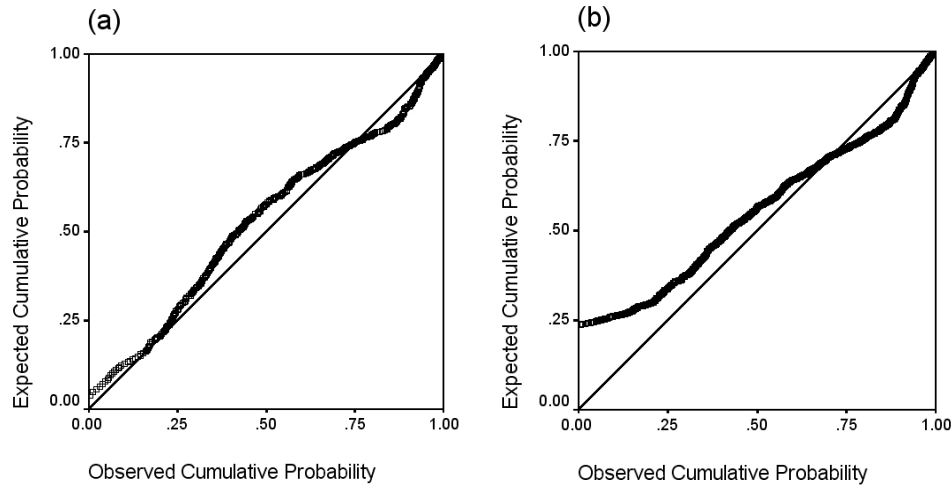 (a)
1.00
.75
.50
.25
0.00
0.00 .25 .50 .75 1.00
Expected Cumulative Probability
Observed Cumulative Probability
(b)
1.00
.75
.50
.25
0.00
0.00 .25 .50 .75 1.00
Expected Cumulative Probability
Observed Cumulative Probability